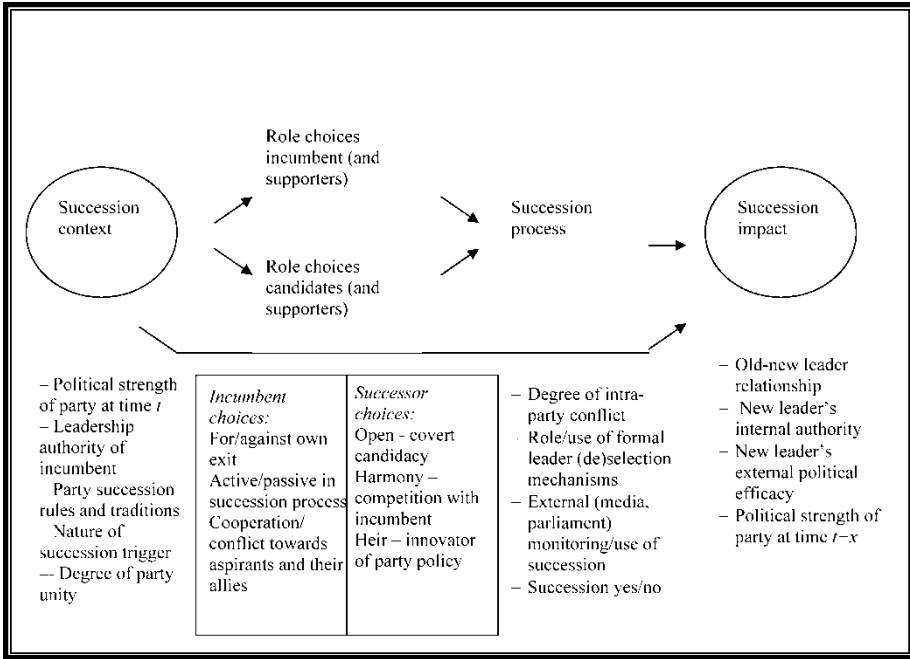 Role choices
incumbent (and
supporters)
Succession
context
Succession
process
Succession
impact
Role choices
candidates (and
supporters)
– Political strength
of party at time t
– Leadership
authority of
incumbent
Party succession
rules and traditions
Nature of
succession trigger
–- Degree of party
unity
Incumbent
choices:
For/against own
exit
Active/passive in
succession process
Cooperation/
conflict towards
aspirants and their
allies
Successor
choices:
Open - covert
candidacy
Harmony –
competition with
incumbent
Heir – innovator
of party policy
– Degree of intra-
party conflict
- Role/use of formal
leader (de)selection
mechanisms
– External (media,
parliament)
monitoring/use of
succession
– Succession yes/no
– Old-new leader
relationship
– New leader's
internal authority
– New leader's
external political
efficacy
– Political strength of
party at time t–x